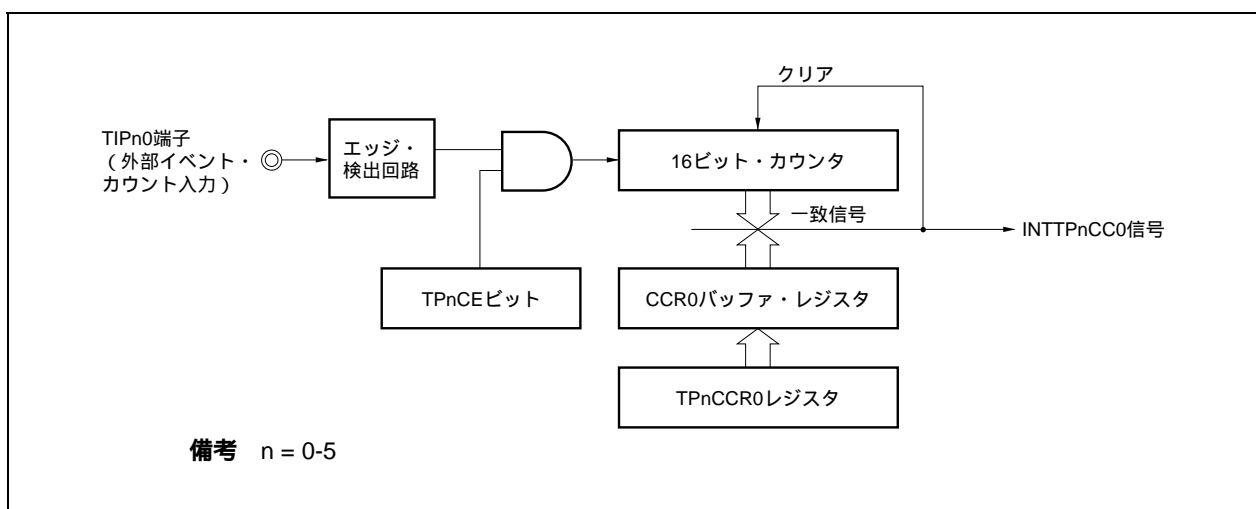 クリア
TIPn0端子
（外部イベント・
カウント入力）
エッジ・
検出回路
16ビット・カウンタ
一致信号
INTTPnCC0信号
TPnCEビット
CCR0バッファ・レジスタ
TPnCCR0レジスタ
備考 n = 0-5